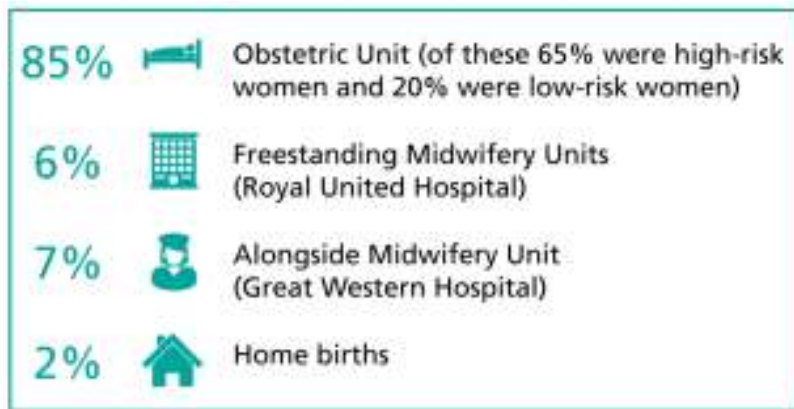 85%
Obstetric Unit (of these 65% were high-risk
women and 20% were low-risk women)
6%
Freestanding Midwifery Units
(Royal United Hospital)
7%
Alongside Midwifery Unit
(Great Western Hospital)
2%
Home births